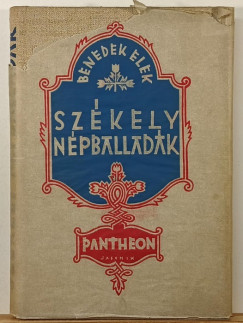 BENEDEK ELEK
SZÉKELY
NÉPBALLADÁK
PANTHEON